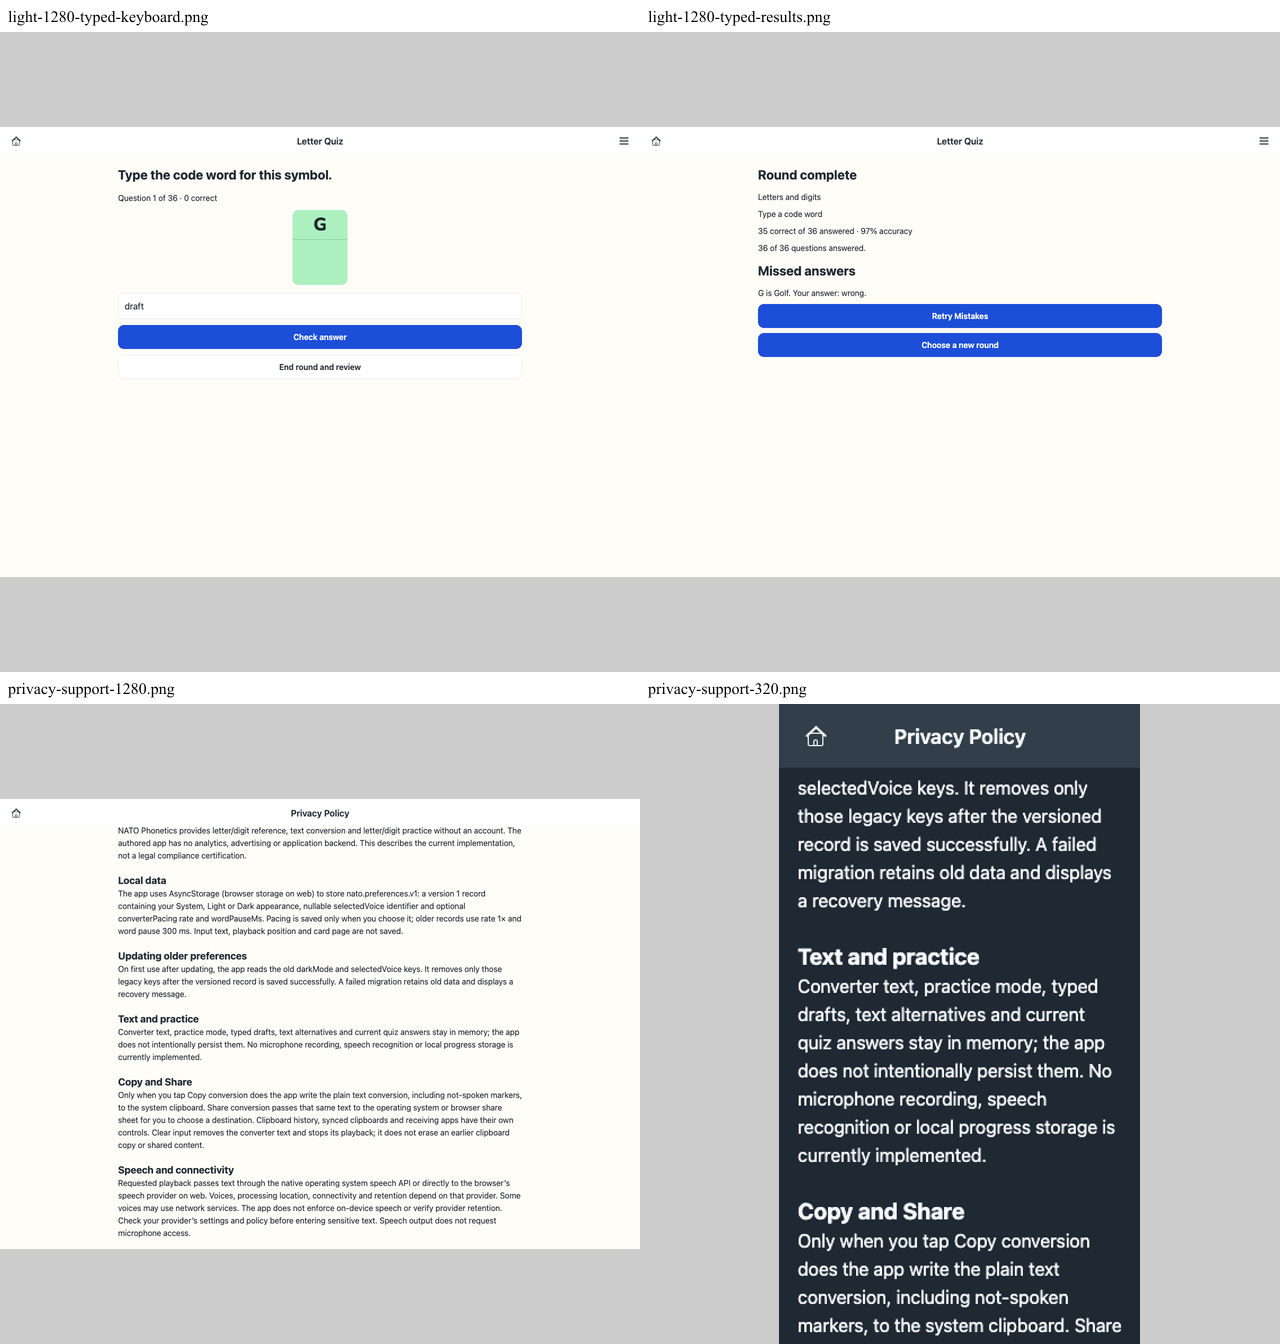 light-1280-typed-keyboard.png
Letter Quiz
Type the code word for this symbol.
Question 1 of 36 · 0 correct
G
draft
Check answer
End round and review
light-1280-typed-results.png
Letter Quiz
Round complete
Letters and digits
Type a code word
35 correct of 36 answered · 97% accuracy
36 of 36 questions answered.
Missed answers
G is Golf. Your answer: wrong.
Retry Mistakes
Choose a new round
privacy-support-1280.png
Privacy Policy
NATO Phonetics provides letter/digit reference, text conversion and letter/digit practice without an account. The
authored app has no analytics, advertising or application backend. This describes the current implementation,
not a legal compliance certification.
Local data
The app uses AsyncStorage (browser storage on web) to store nato.preferences.v1: a version 1 record
containing your System, Light or Dark appearance, nullable selectedVoice identifier and optional
converterPacing rate and wordPauseMs. Pacing is saved only when you choose it; older records use rate 1× and
word pause 300 ms. Input text, playback position and card page are not saved.
Updating older preferences
On first use after updating, the app reads the old darkMode and selectedVoice keys. It removes only those
legacy keys after the versioned record is saved successfully. A failed migration retains old data and displays a
recovery message.
Text and practice
Converter text, practice mode, typed drafts, text alternatives and current quiz answers stay in memory; the app
does not intentionally persist them. No microphone recording, speech recognition or local progress storage is
currently implemented.
Copy and Share
Only when you tap Copy conversion does the app write the plain text conversion, including not-spoken markers,
to the system clipboard. Share conversion passes that same text to the operating system or browser share
sheet for you to choose a destination. Clipboard history, synced clipboards and receiving apps have their own
controls. Clear input removes the converter text and stops its playback; it does not erase an earlier clipboard
copy or shared content.
Speech and connectivity
Requested playback passes text through the native operating system speech API or directly to the browser's
speech provider on web. Voices, processing location, connectivity and retention depend on that provider. Some
voices may use network services. The app does not enforce on-device speech or verify provider retention.
Check your provider's settings and policy before entering sensitive text. Speech output does not request
microphone access.
privacy-support-320.png
Privacy Policy
selectedVoice keys. It removes only
those legacy keys after the versioned
record is saved successfully. A failed
migration retains old data and displays
a recovery message.
Text and practice
Converter text, practice mode, typed
drafts, text alternatives and current
quiz answers stay in memory; the app
does not intentionally persist them. No
microphone recording, speech
recognition or local progress storage is
currently implemented.
Copy and Share
Only when you tap Copy conversion
does the app write the plain text
conversion, including not-spoken
markers, to the system clipboard. Share